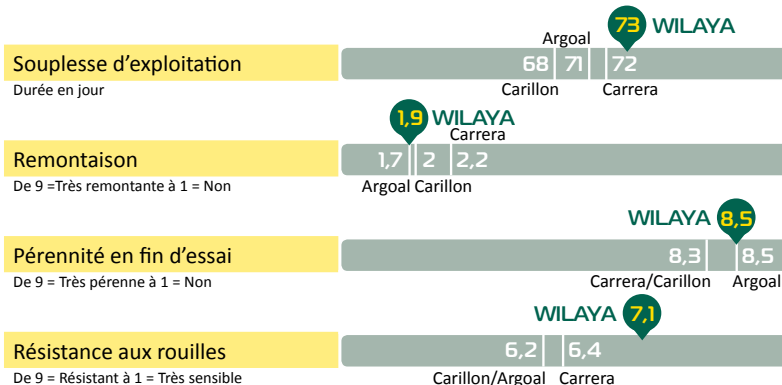 73 WILAYA
Argoal
Souplesse d’exploitation
68 71 72
Durée en jour
Carillon Carrera
1,9 WILAYA
Carrera
Remontaison
1,7 2 2,2
De 9 =Très remontante à 1 = Non
Argoal Carillon
WILAYA 8,5
Pérennité en fin d’essai
8,3 8,5
De 9 = Très pérenne à 1 = Non
Carrera/Carillon Argoal
WILAYA 7,1
Résistance aux rouilles
6,2 6,4
De 9 = Résistant à 1 = Très sensible
Carillon/Argoal Carrera